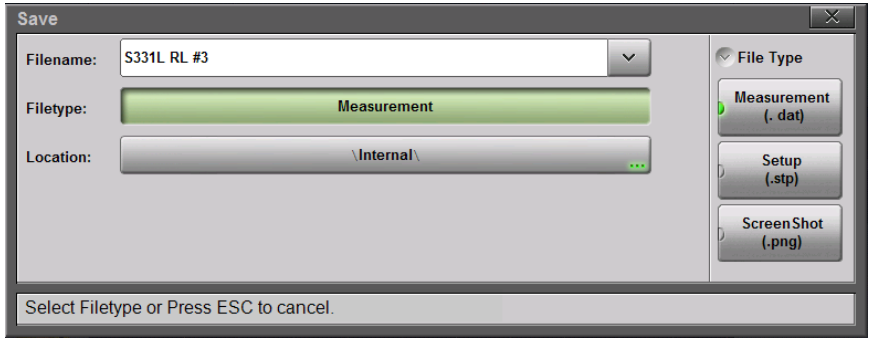 Save
Filename: S331L RL #3
Filetype: Measurement
Location: \Internal\ ...
File Type
Measurement
(. dat)
Setup
(.stp)
ScreenShot
(.png)
Select Filetype or Press ESC to cancel.